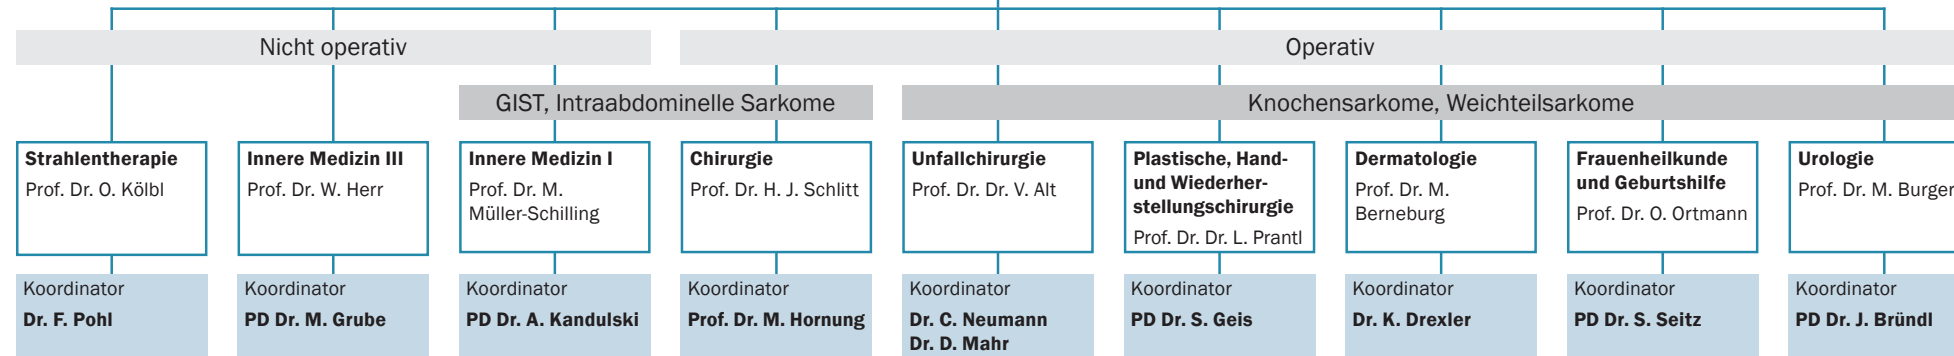 Nicht operativ
Operativ
GIST, Intraabdominelle Sarkome
Knochensarkome, Weichteilsarkome
Strahlentherapie
Prof. Dr. O. Kölbl
Innere Medizin III
Prof. Dr. W. Herr
Innere Medizin I
Prof. Dr. M.
Müller-Schilling
Chirurgie
Prof. Dr. H. J. Schlitt
Unfallchirurgie
Prof. Dr. Dr. V. Alt
Plastische, Hand-
und Wiederher-
stellungschirurgie
Prof. Dr. Dr. L. Prantl
Dermatologie
Prof. Dr. M.
Berneburg
Frauenheilkunde
und Geburtshilfe
Prof. Dr. O. Ortmann
Urologie
Prof. Dr. M. Burger
Koordinator
Dr. F. Pohl
Koordinator
PD Dr. M. Grube
Koordinator
PD Dr. A. Kandulski
Koordinator
Prof. Dr. M. Hornung
Koordinator
Dr. C. Neumann
Dr. D. Mahr
Koordinator
PD Dr. S. Geis
Koordinator
Dr. K. Drexler
Koordinator
PD Dr. S. Seitz
Koordinator
PD Dr. J. Bründl